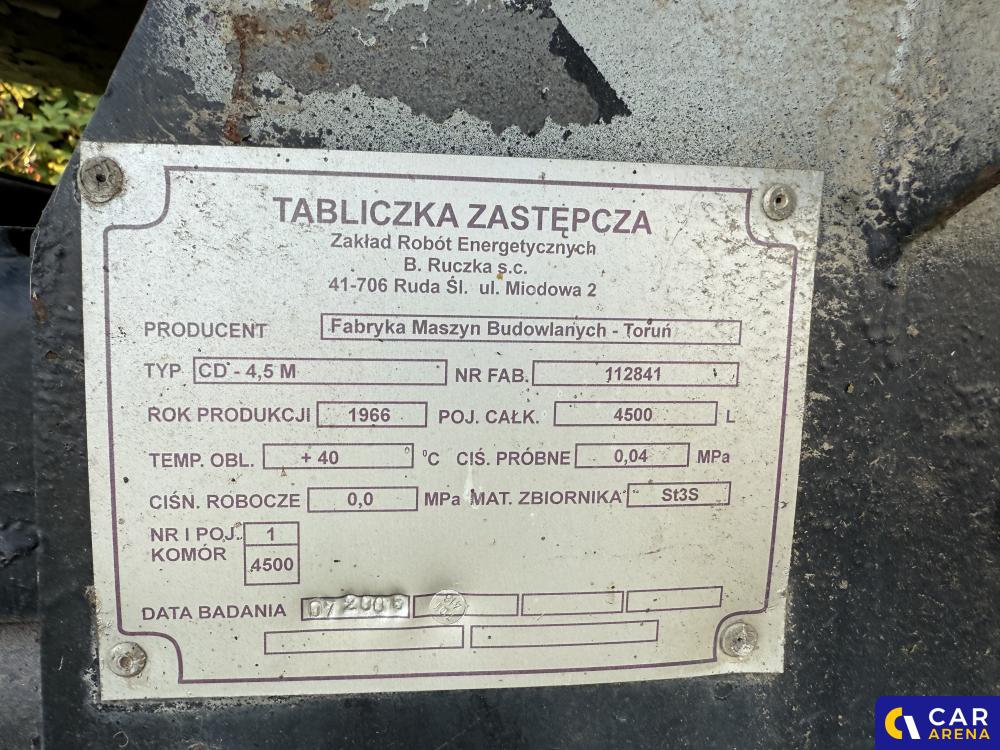 TABLICZKA ZASTĘPCZA
Zakład Robót Energetycznych
B. Ruczka s.c.
41-706 Ruda Śl. ul. Miodowa 2
PRODUCENT Fabryka Maszyn Budowlanych - Toruń
TYP CD - 4,5 M NR FAB. 112841
ROK PRODUKCJI 1966 POJ. CAŁK. 4500 L
TEMP. OBL. + 40 °C CIŚ. PRÓBNE 0,04 MPa
CIŚN. ROBOCZE 0,0 MPa MAT. ZBIORNIKA St3S
NR I POJ. 1
KOMÓR 4500
DATA BADANIA
CAR
ARENA